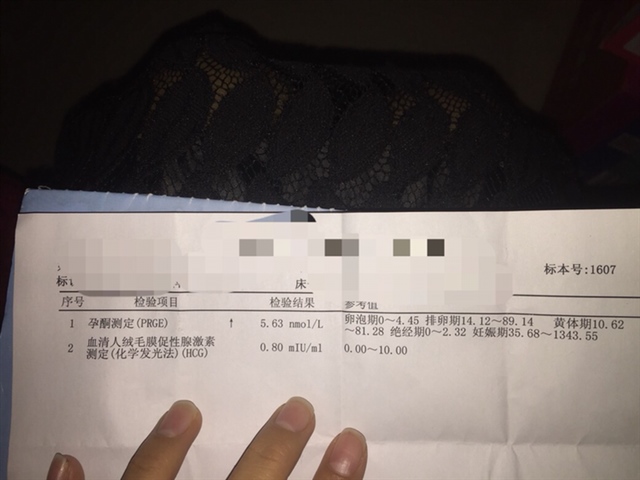 标本号:1607
床
序号 检验项目 检验结果 参考值
1 孕酮测定(PRGE) ↑ 5.63 nmol/L 卵泡期0～4.45 排卵期14.12～89.14 黄体期10.62
～81.28 绝经期0～2.32 妊娠期35.68～1343.55
2 血清人绒毛膜促性腺激素
测定(化学发光法)(HCG) 0.80 mIU/ml 0.00～10.00